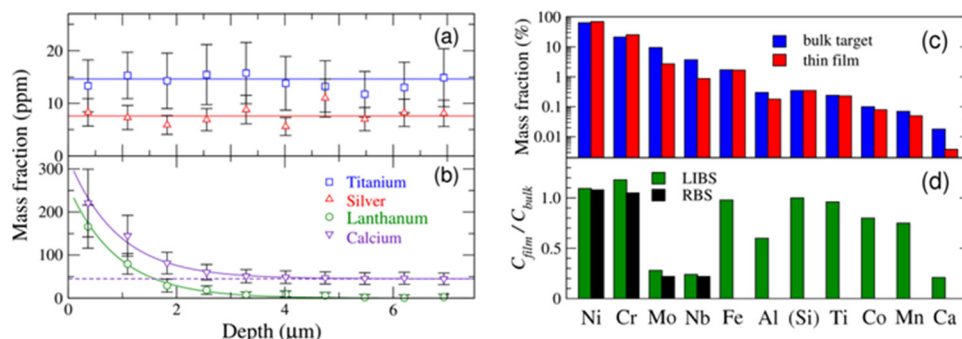 (a)
20
10
0
Mass fraction (ppm)
(b)
300
200
100
0
Titanium
Silver
Lanthanum
Calcium
0 2 4 6
Depth (μm)
(c)
Mass fraction (%)
100
10
1
0.1
0.01
bulk target
thin film
(d)
C_film / C_bulk
1.0
0.5
0.0
LIBS
RBS
Ni Cr Mo Nb Fe Al (Si) Ti Co Mn Ca